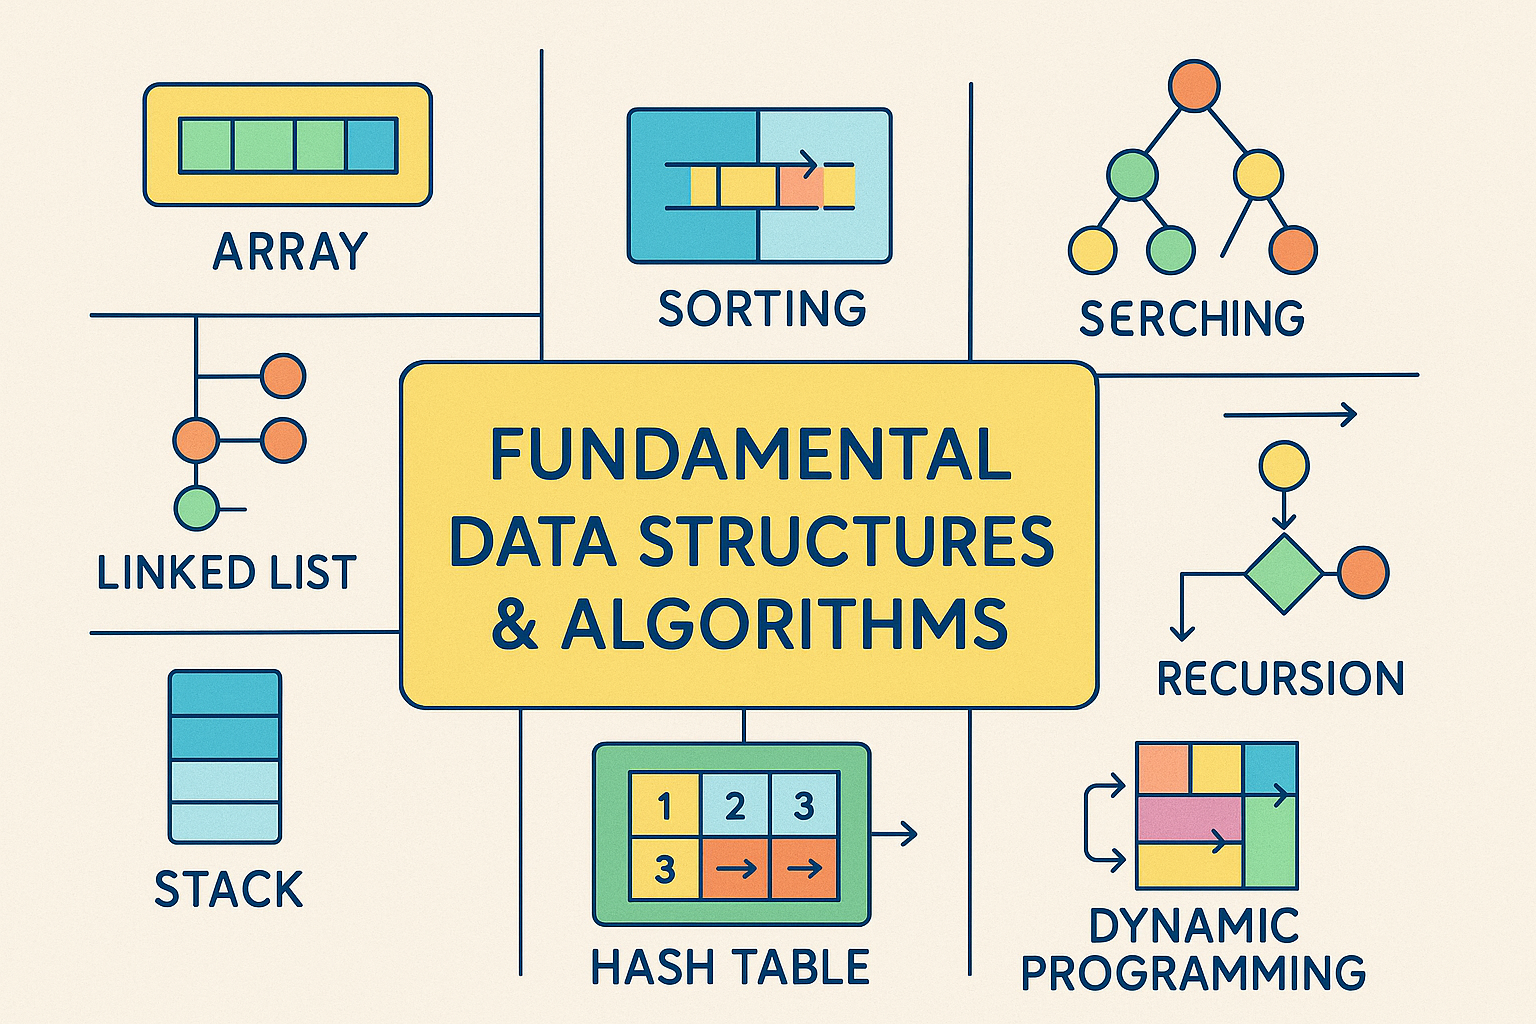 ARRAY
SORTING
SERCHING
LINKED LIST
FUNDAMENTAL
DATA STRUCTURES
& ALGORITHMS
RECURSION
STACK
1 2 3
3
HASH TABLE
DYNAMIC
PROGRAMMING